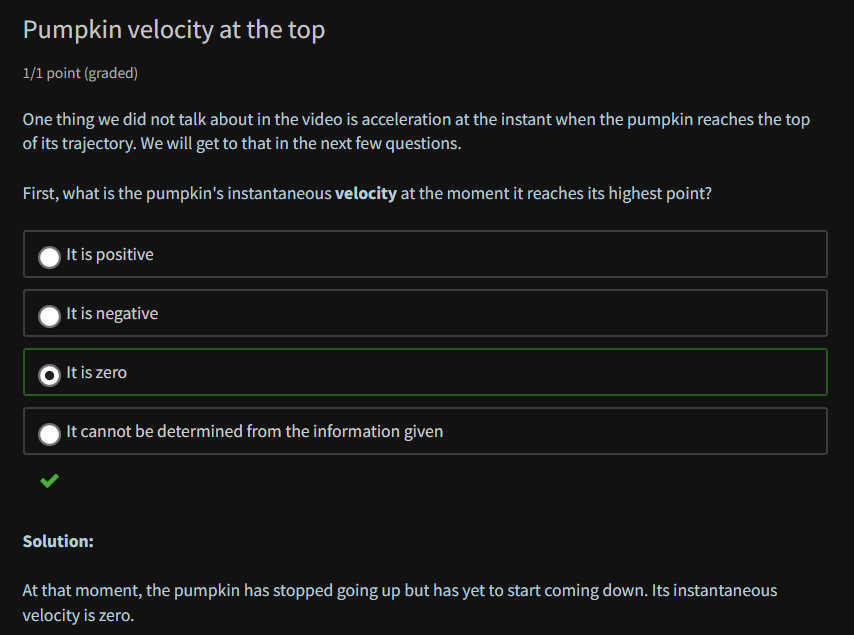 Pumpkin velocity at the top
1/1 point (graded)
One thing we did not talk about in the video is acceleration at the instant when the pumpkin reaches the top
of its trajectory. We will get to that in the next few questions.
First, what is the pumpkin's instantaneous velocity at the moment it reaches its highest point?
It is positive
It is negative
It is zero
It cannot be determined from the information given
Solution:
At that moment, the pumpkin has stopped going up but has yet to start coming down. Its instantaneous
velocity is zero.